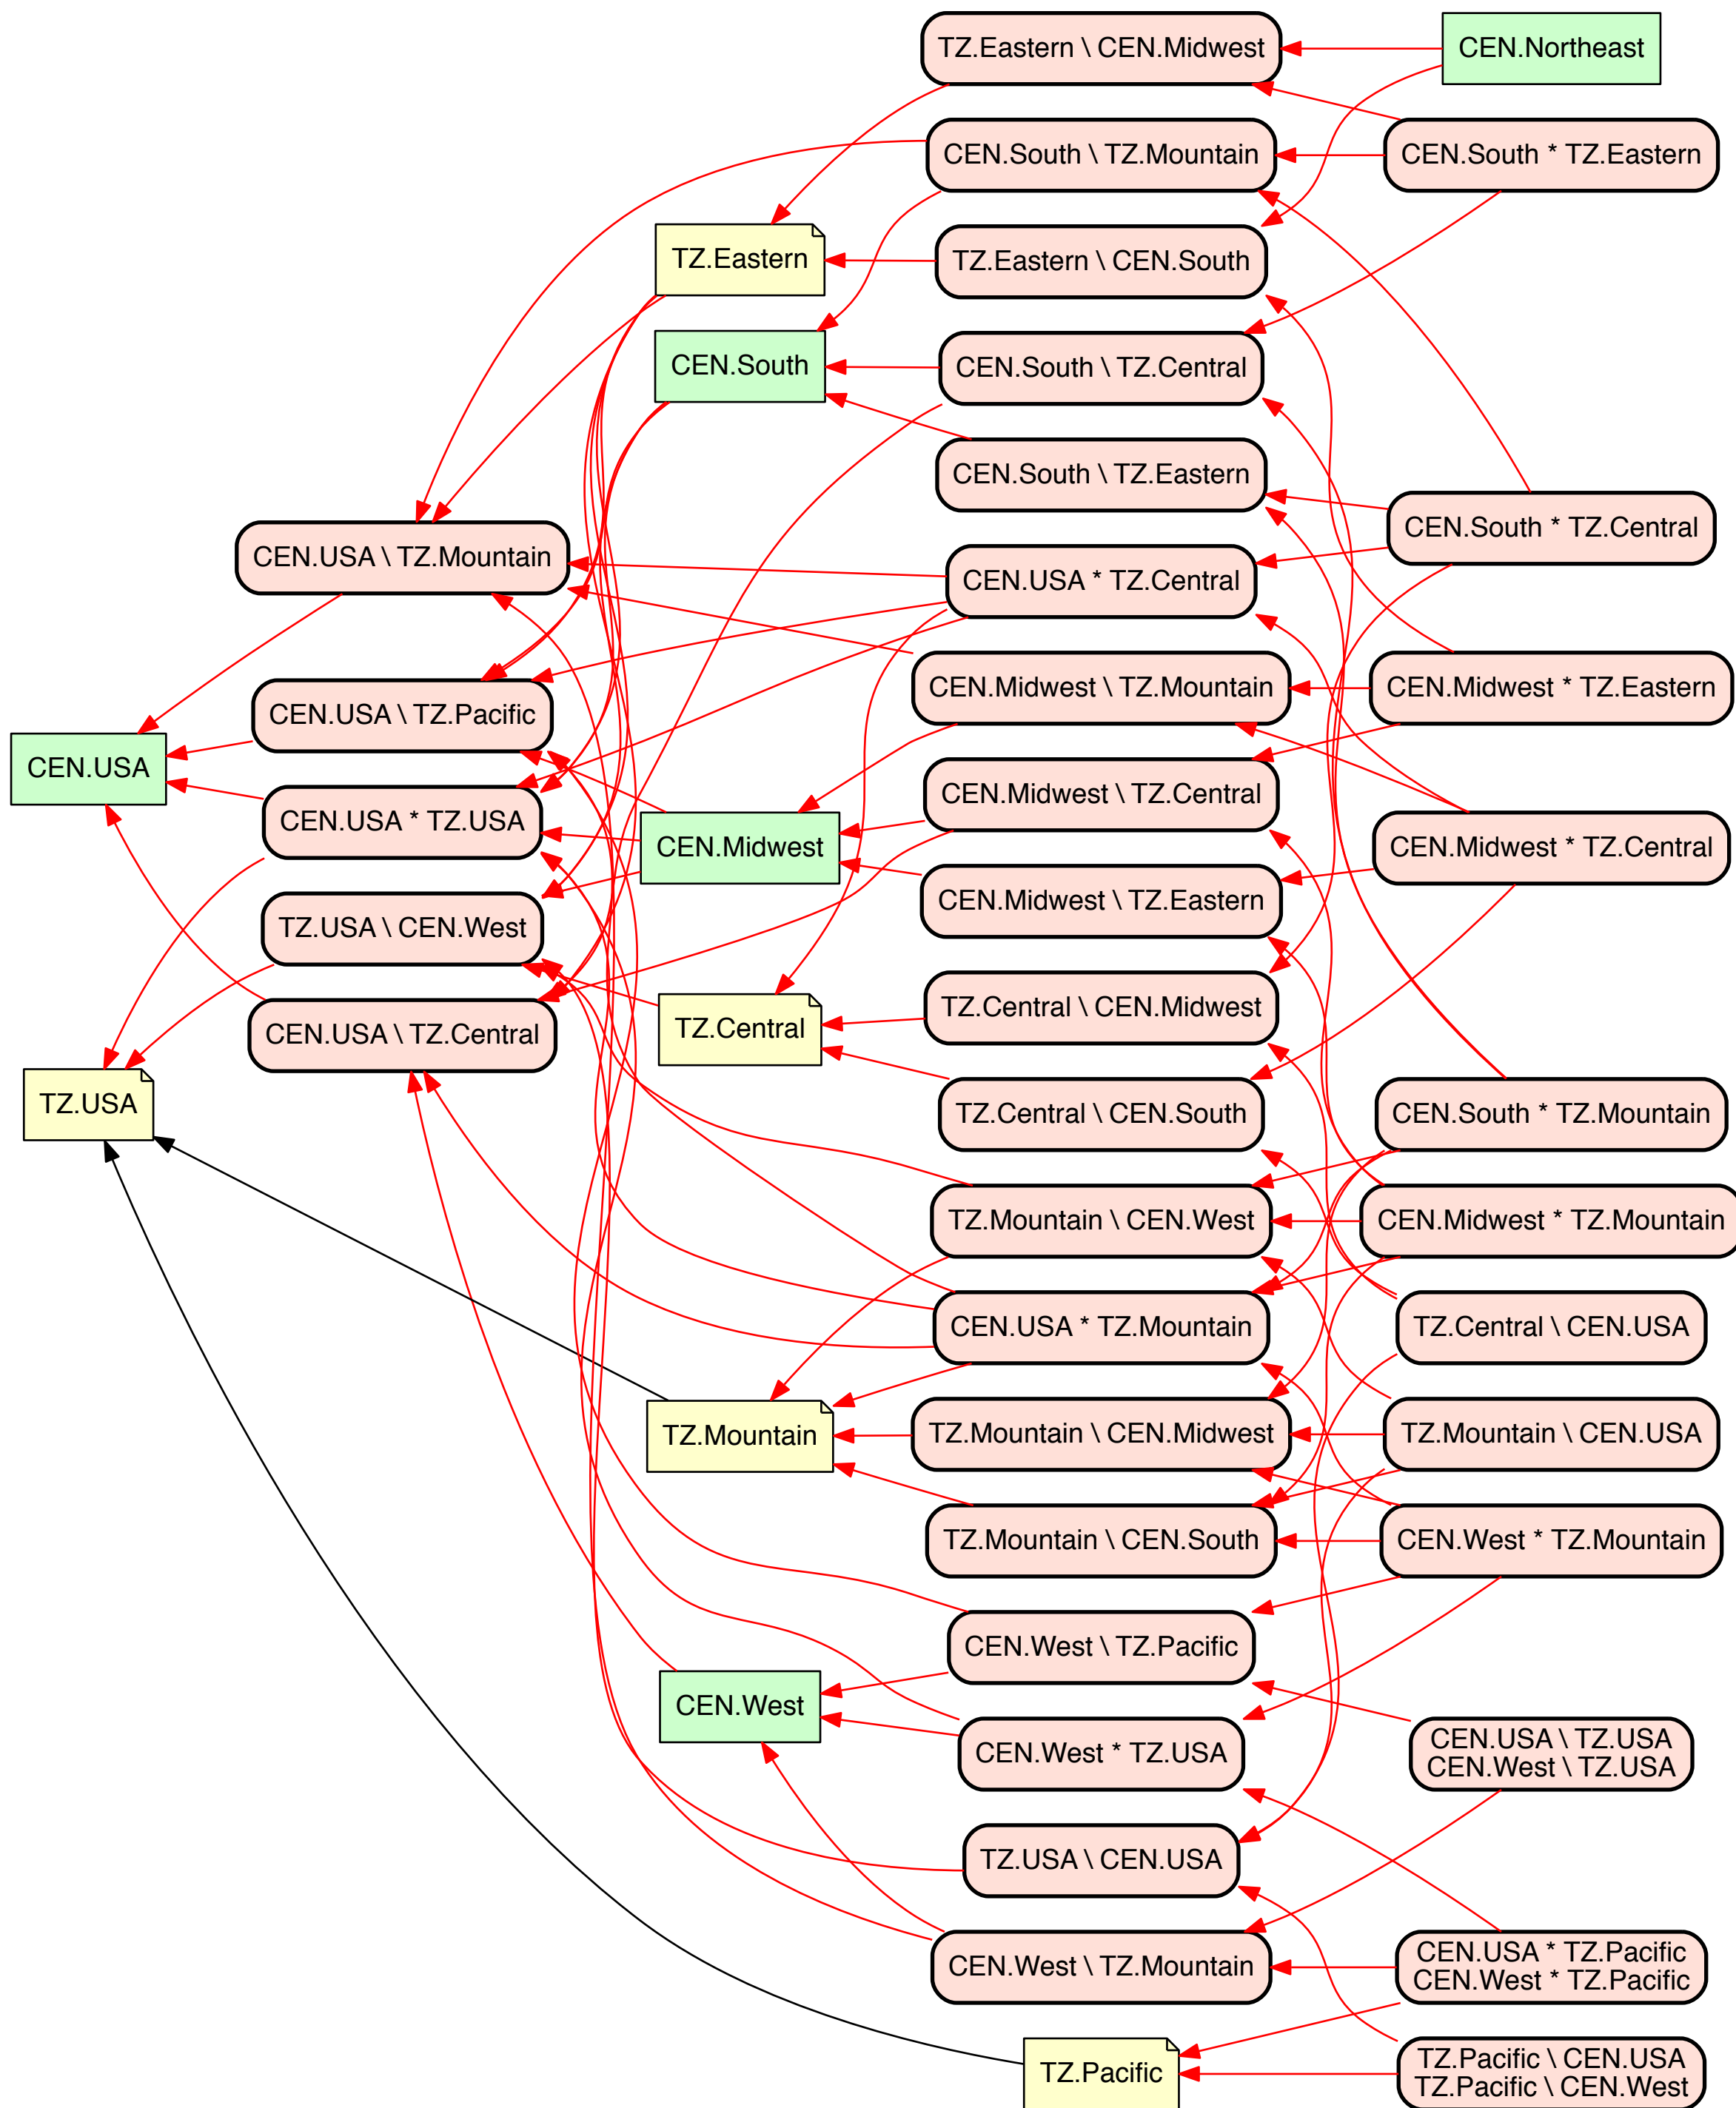 TZ.Eastern \ CEN.Midwest
CEN.Northeast
CEN.South \ TZ.Mountain
CEN.South * TZ.Eastern
TZ.Eastern
TZ.Eastern \ CEN.South
CEN.South
CEN.South \ TZ.Central
CEN.South \ TZ.Eastern
CEN.South * TZ.Central
CEN.USA \ TZ.Mountain
CEN.USA * TZ.Central
CEN.Midwest \ TZ.Mountain
CEN.Midwest * TZ.Eastern
CEN.USA \ TZ.Pacific
CEN.USA
CEN.Midwest \ TZ.Central
CEN.USA * TZ.USA
CEN.Midwest
CEN.Midwest * TZ.Central
CEN.Midwest \ TZ.Eastern
TZ.USA \ CEN.West
TZ.Central \ CEN.Midwest
CEN.USA \ TZ.Central
TZ.Central
TZ.USA
TZ.Central \ CEN.South
CEN.South * TZ.Mountain
TZ.Mountain \ CEN.West
CEN.Midwest * TZ.Mountain
CEN.USA * TZ.Mountain
TZ.Central \ CEN.USA
TZ.Mountain
TZ.Mountain \ CEN.Midwest
TZ.Mountain \ CEN.USA
TZ.Mountain \ CEN.South
CEN.West * TZ.Mountain
CEN.West \ TZ.Pacific
CEN.West
CEN.West * TZ.USA
CEN.USA \ TZ.USA
CEN.West \ TZ.USA
TZ.USA \ CEN.USA
CEN.West \ TZ.Mountain
CEN.USA * TZ.Pacific
CEN.West * TZ.Pacific
TZ.Pacific
TZ.Pacific \ CEN.USA
TZ.Pacific \ CEN.West